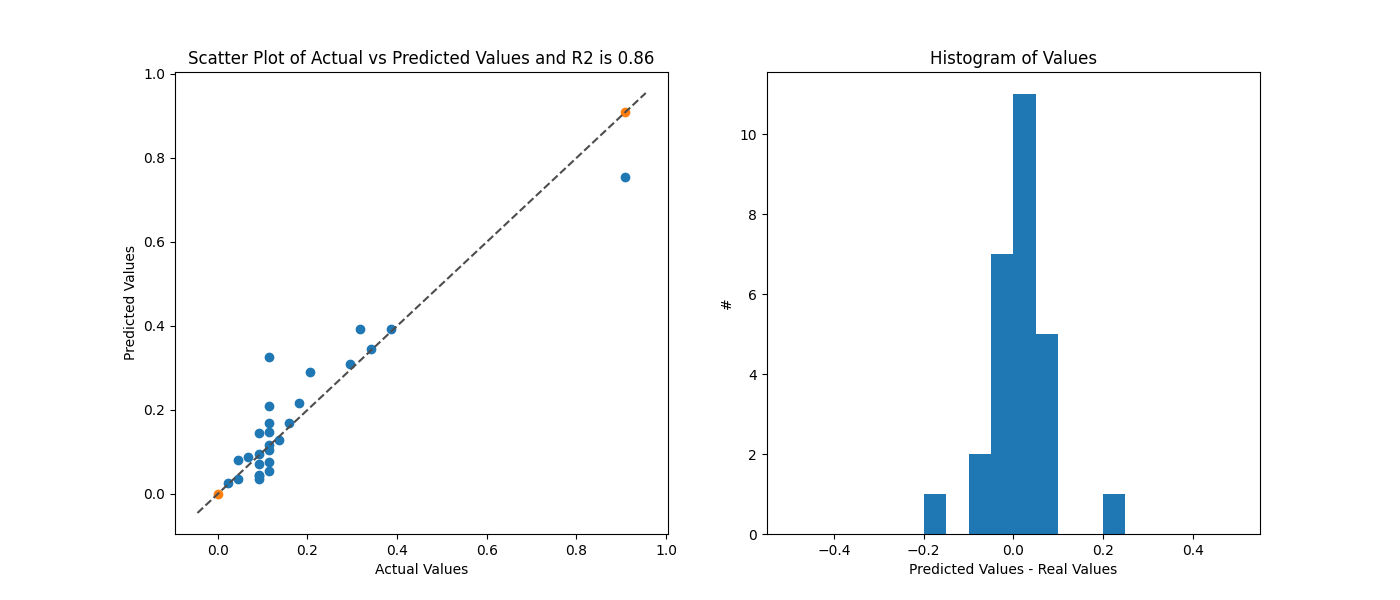 Scatter Plot of Actual vs Predicted Values and R2 is 0.86
1.0
0.8
0.6
0.4
0.2
0.0
Predicted Values
0.0 0.2 0.4 0.6 0.8 1.0
Actual Values
Histogram of Values
10
8
6
4
2
0
#
−0.4 −0.2 0.0 0.2 0.4
Predicted Values - Real Values